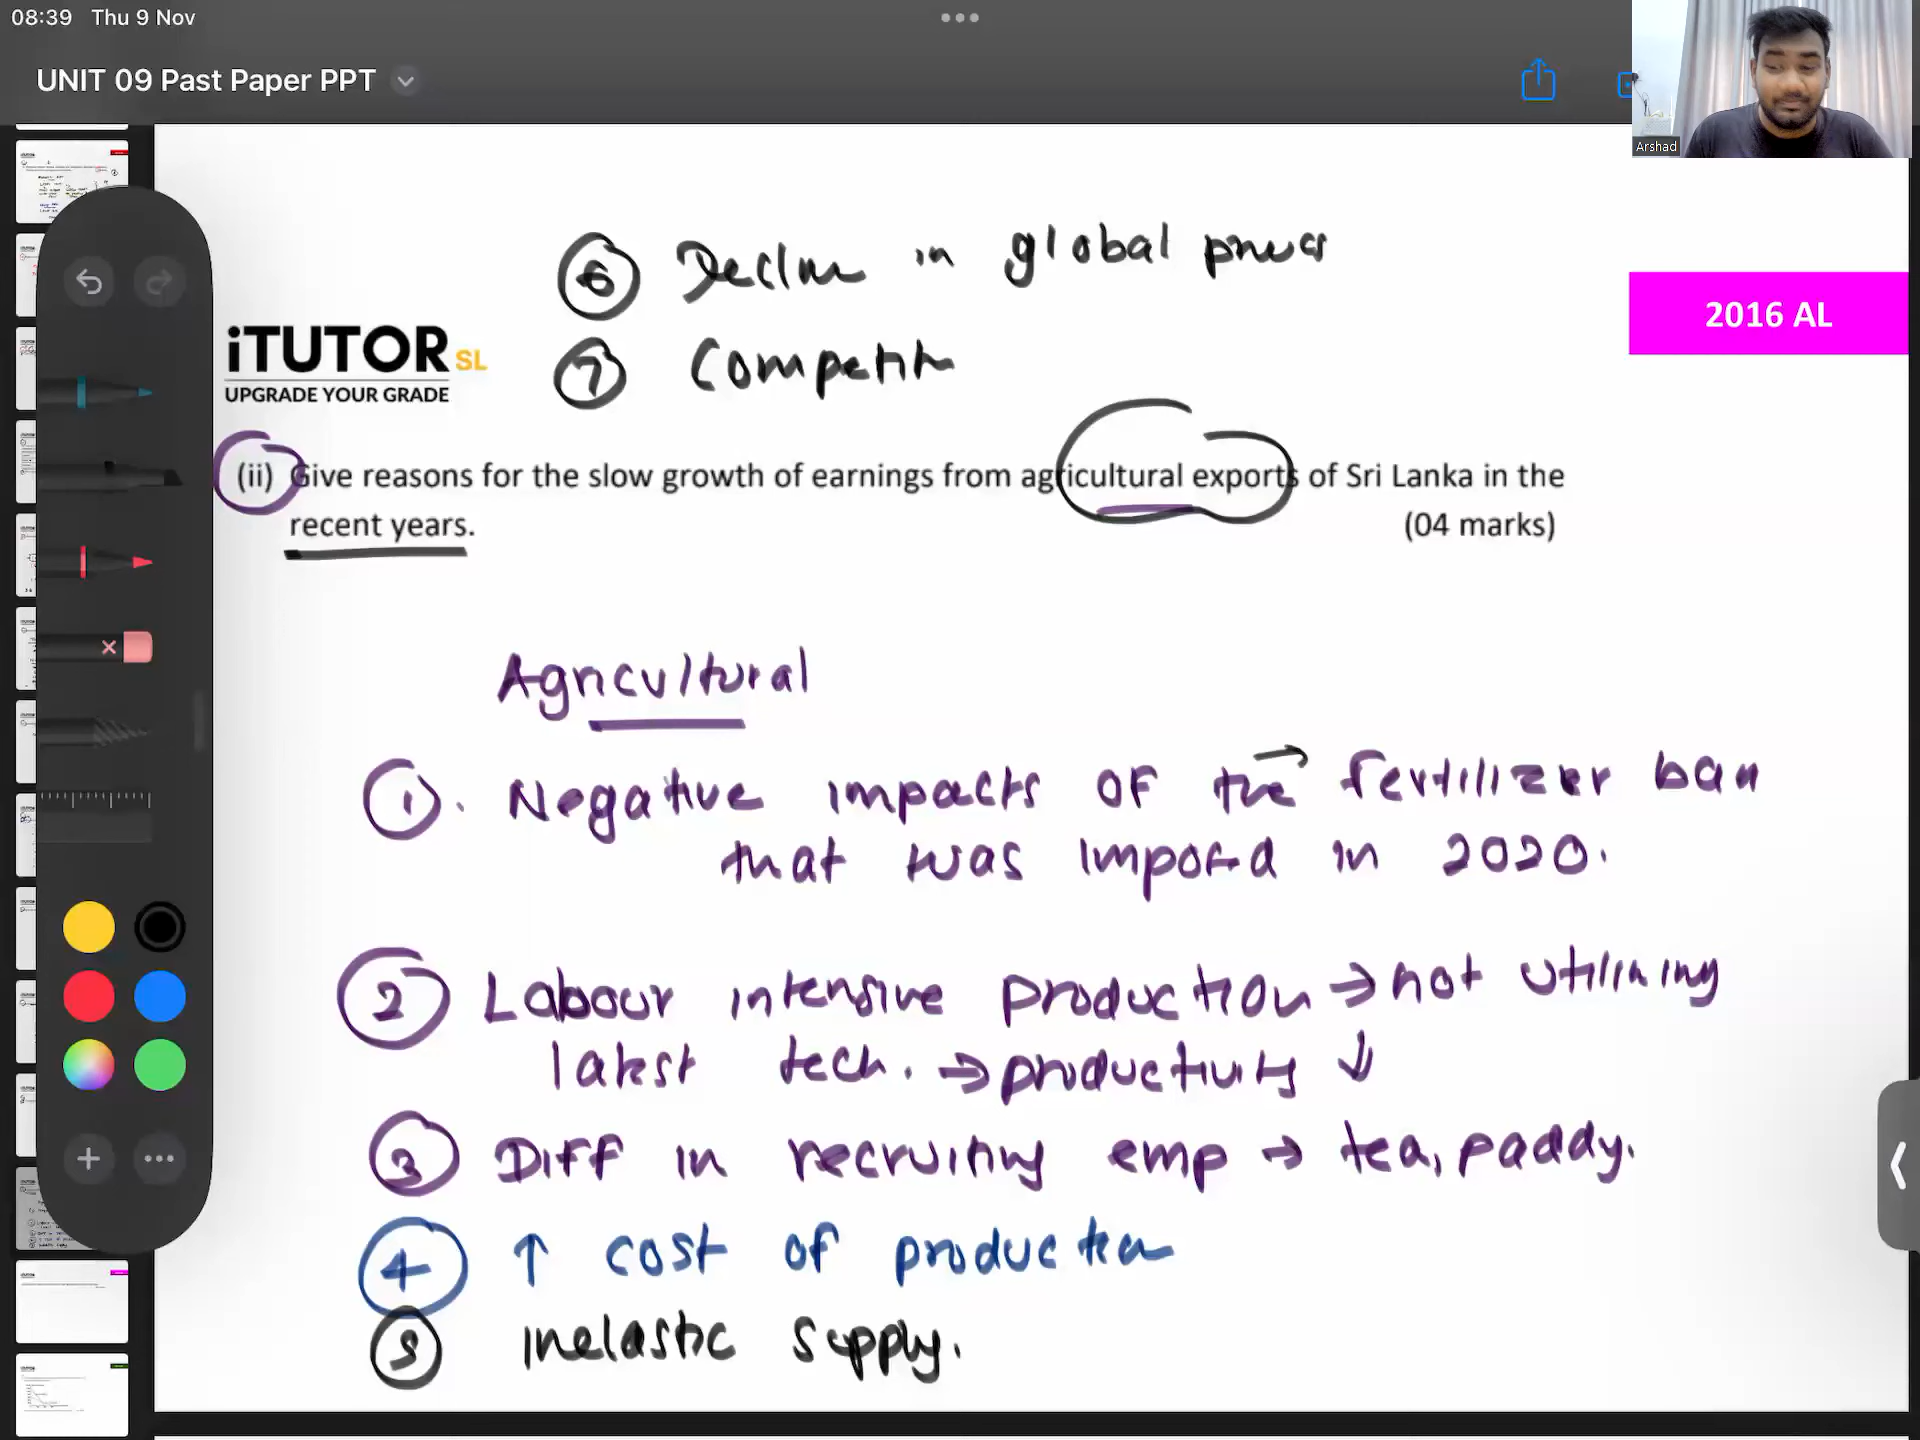 08:39 Thu 9 Nov
UNIT 09 Past Paper PPT
Arshad
6 Decline in global prices
2016 AL
iTUTOR SL
UPGRADE YOUR GRADE
7 Competit
(ii) Give reasons for the slow growth of earnings from agricultural exports of Sri Lanka in the
recent years. (04 marks)
Agricultural
1. Negative impacts of the fertilizer ban
that was imposed in 2020.
2 Labour intensive production → not utilizing
latest tech. → productivity ↓
3 Diff in recruiting emp → tea, paddy.
4 ↑ cost of production
5 inelastic supply.